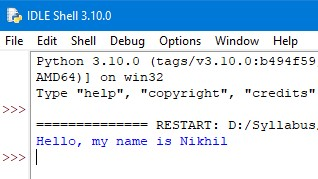 IDLE Shell 3.10.0
File Edit Shell Debug Options Window Help
Python 3.10.0 (tags/v3.10.0:b494f59
AMD64)] on win32
Type "help", "copyright", "credits"
>>>
============== RESTART: D:/Syllabus/
Hello, my name is Nikhil
>>>